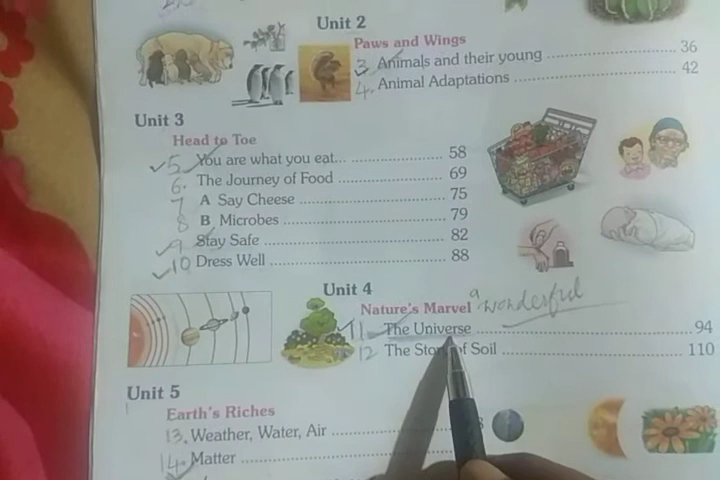 Unit 2
Paws and Wings
3 Animals and their young ........................ 36
4. Animal Adaptations ........................ 42
Unit 3
Head to Toe
5. You are what you eat... ........................ 58
6. The Journey of Food ........................ 69
7 A Say Cheese ........................ 75
8 B Microbes ........................ 79
9 Stay Safe ........................ 82
10 Dress Well ........................ 88
Unit 4
Nature's Marvel wonderful
11. The Universe ........................ 94
12 The Story of Soil ........................ 110
Unit 5
Earth's Riches
13. Weather, Water, Air ........................
14. Matter ........................